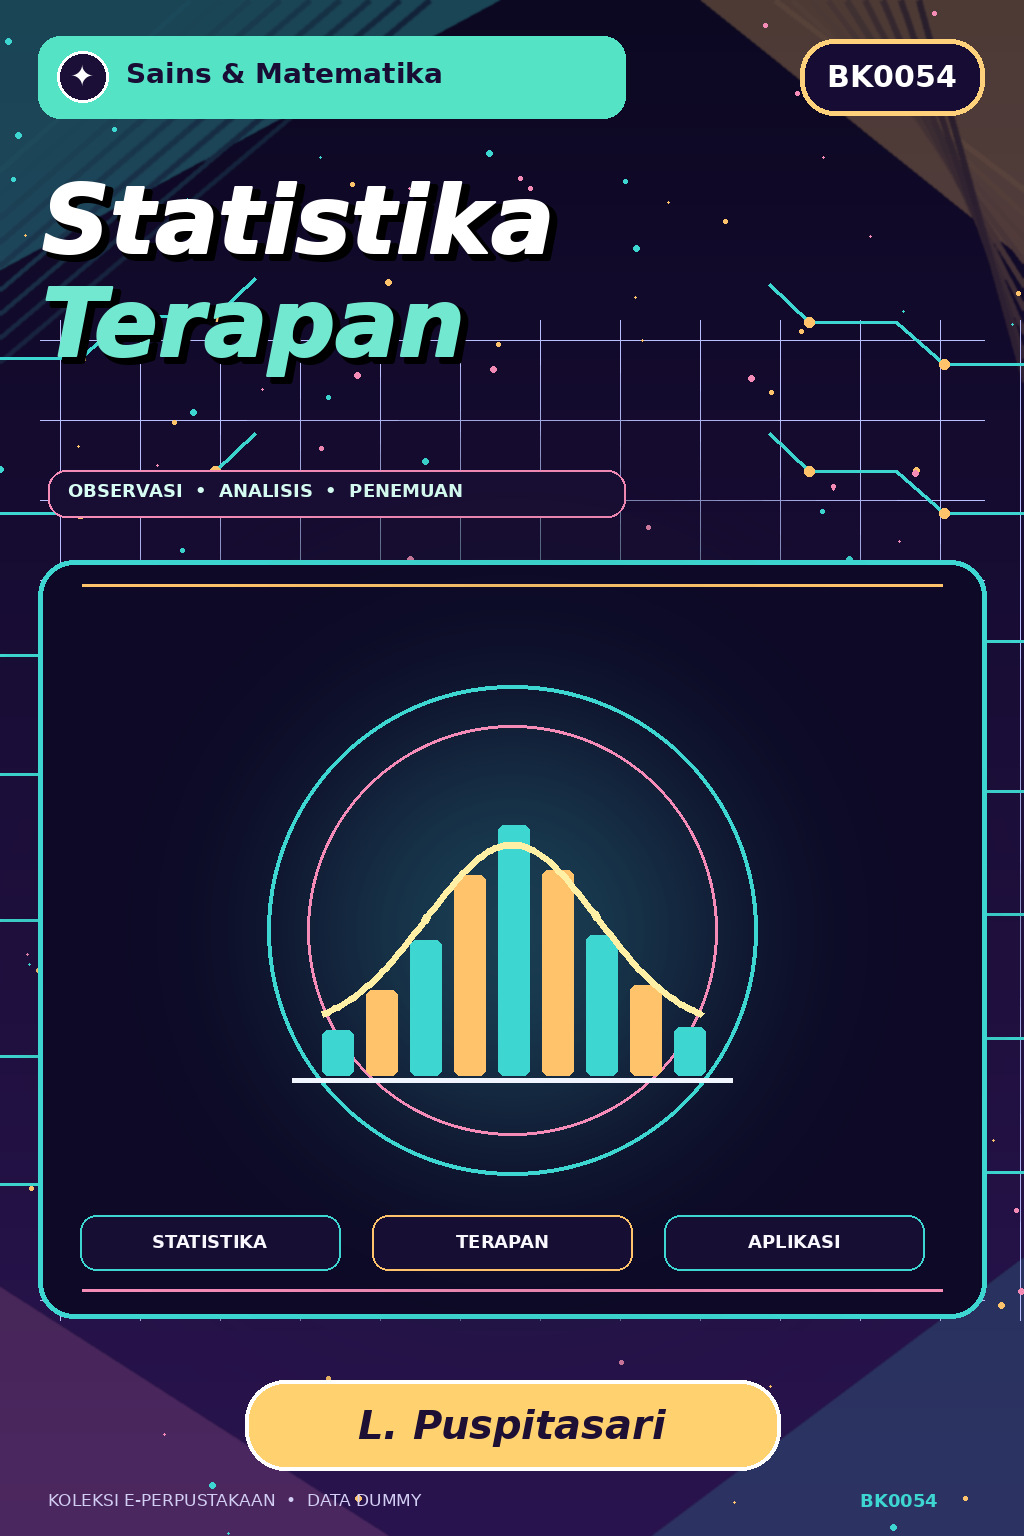 Sains & Matematika
BK0054
Statistika
Terapan
OBSERVASI • ANALISIS • PENEMUAN
STATISTIKA
TERAPAN
APLIKASI
L. Puspitasari
KOLEKSI E-PERPUSTAKAAN • DATA DUMMY
BK0054